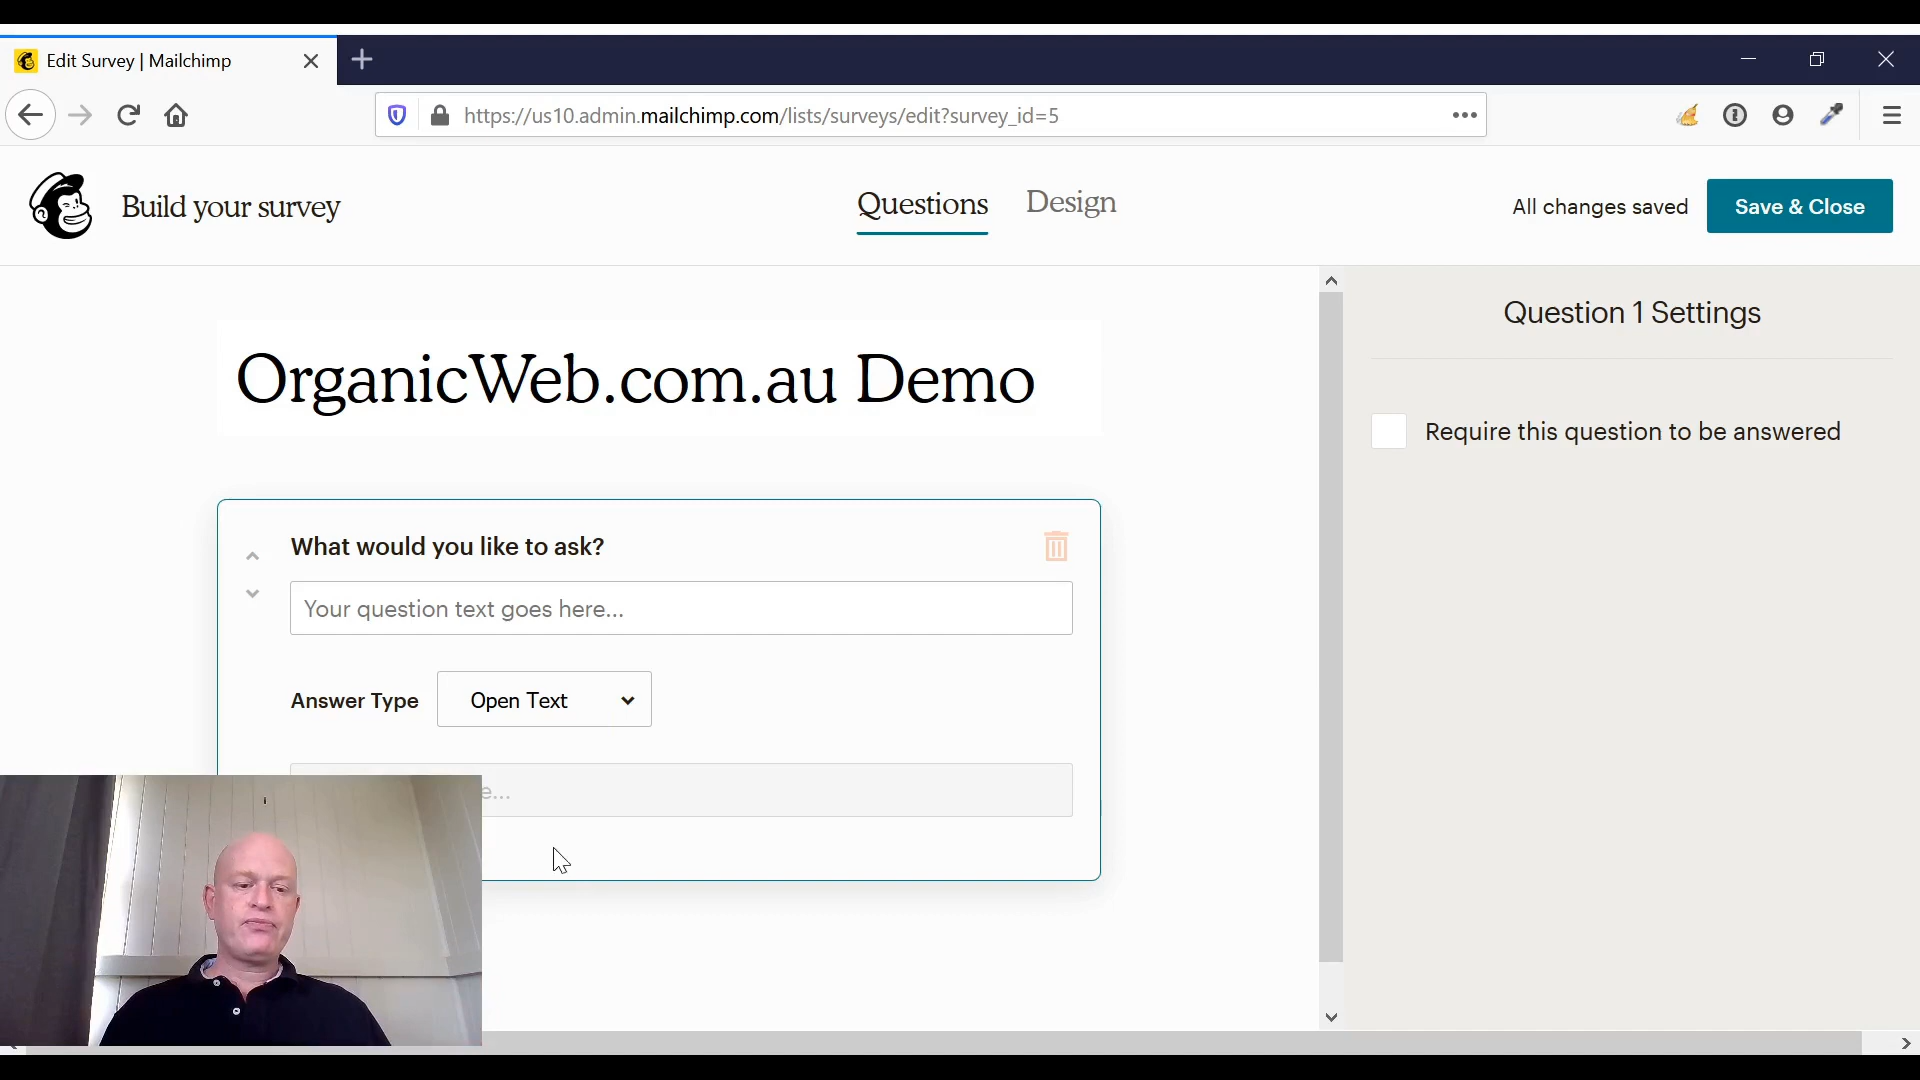 Edit Survey | Mailchimp
https://us10.admin.mailchimp.com/lists/surveys/edit?survey_id=5
Build your survey
Questions
Design
All changes saved
Save & Close
OrganicWeb.com.au Demo
Question 1 Settings
Require this question to be answered
What would you like to ask?
Your question text goes here...
Answer Type
Open Text
e...